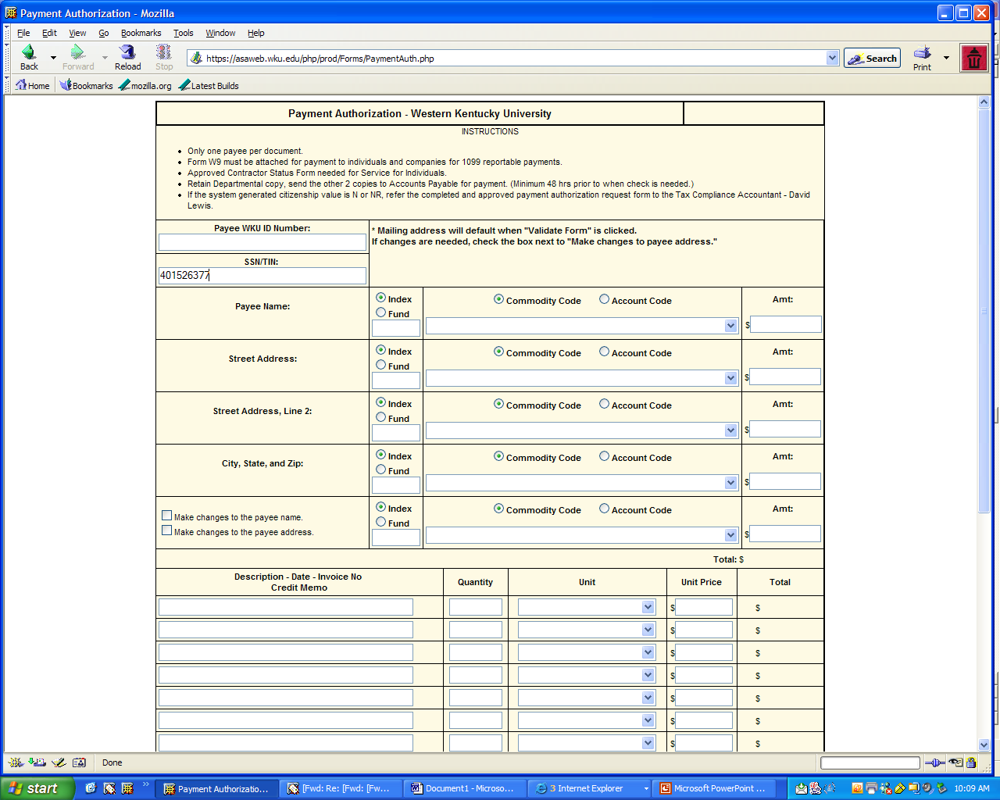 Payment Authorization - Mozilla
File Edit View Go Bookmarks Tools Window Help
Back Forward Reload Stop https://asaweb.wku.edu/php/prod/Forms/PaymentAuth.php Search Print
Home Bookmarks mozilla.org Latest Builds
Payment Authorization - Western Kentucky University
INSTRUCTIONS
• Only one payee per document.
• Form W9 must be attached for payment to individuals and companies for 1099 reportable payments.
• Approved Contractor Status Form needed for Service for Individuals.
• Retain Departmental copy, send the other 2 copies to Accounts Payable for payment. (Minimum 48 hrs prior to when check is needed.)
• If the system generated citizenship value is N or NR, refer the completed and approved payment authorization request form to the Tax Compliance Accountant - David
Lewis.
Payee WKU ID Number:
* Mailing address will default when "Validate Form" is clicked.
If changes are needed, check the box next to "Make changes to payee address."
SSN/TIN:
401526377
Payee Name: Index Commodity Code Account Code Amt:
Fund
$
Street Address: Index Commodity Code Account Code Amt:
Fund
$
Street Address, Line 2: Index Commodity Code Account Code Amt:
Fund
$
City, State, and Zip: Index Commodity Code Account Code Amt:
Fund
$
Index Commodity Code Account Code Amt:
Make changes to the payee name. Fund
Make changes to the payee address. $
Total: $
Description - Date - Invoice No
Credit Memo Quantity Unit Unit Price Total
$ $
$ $
$ $
$ $
$ $
$ $
$ $
Done
start Payment Authorizatio... [Fwd: Re: [Fwd: [Fw... Document1 - Microso... 3 Internet Explorer Microsoft PowerPoint ... 10:09 AM